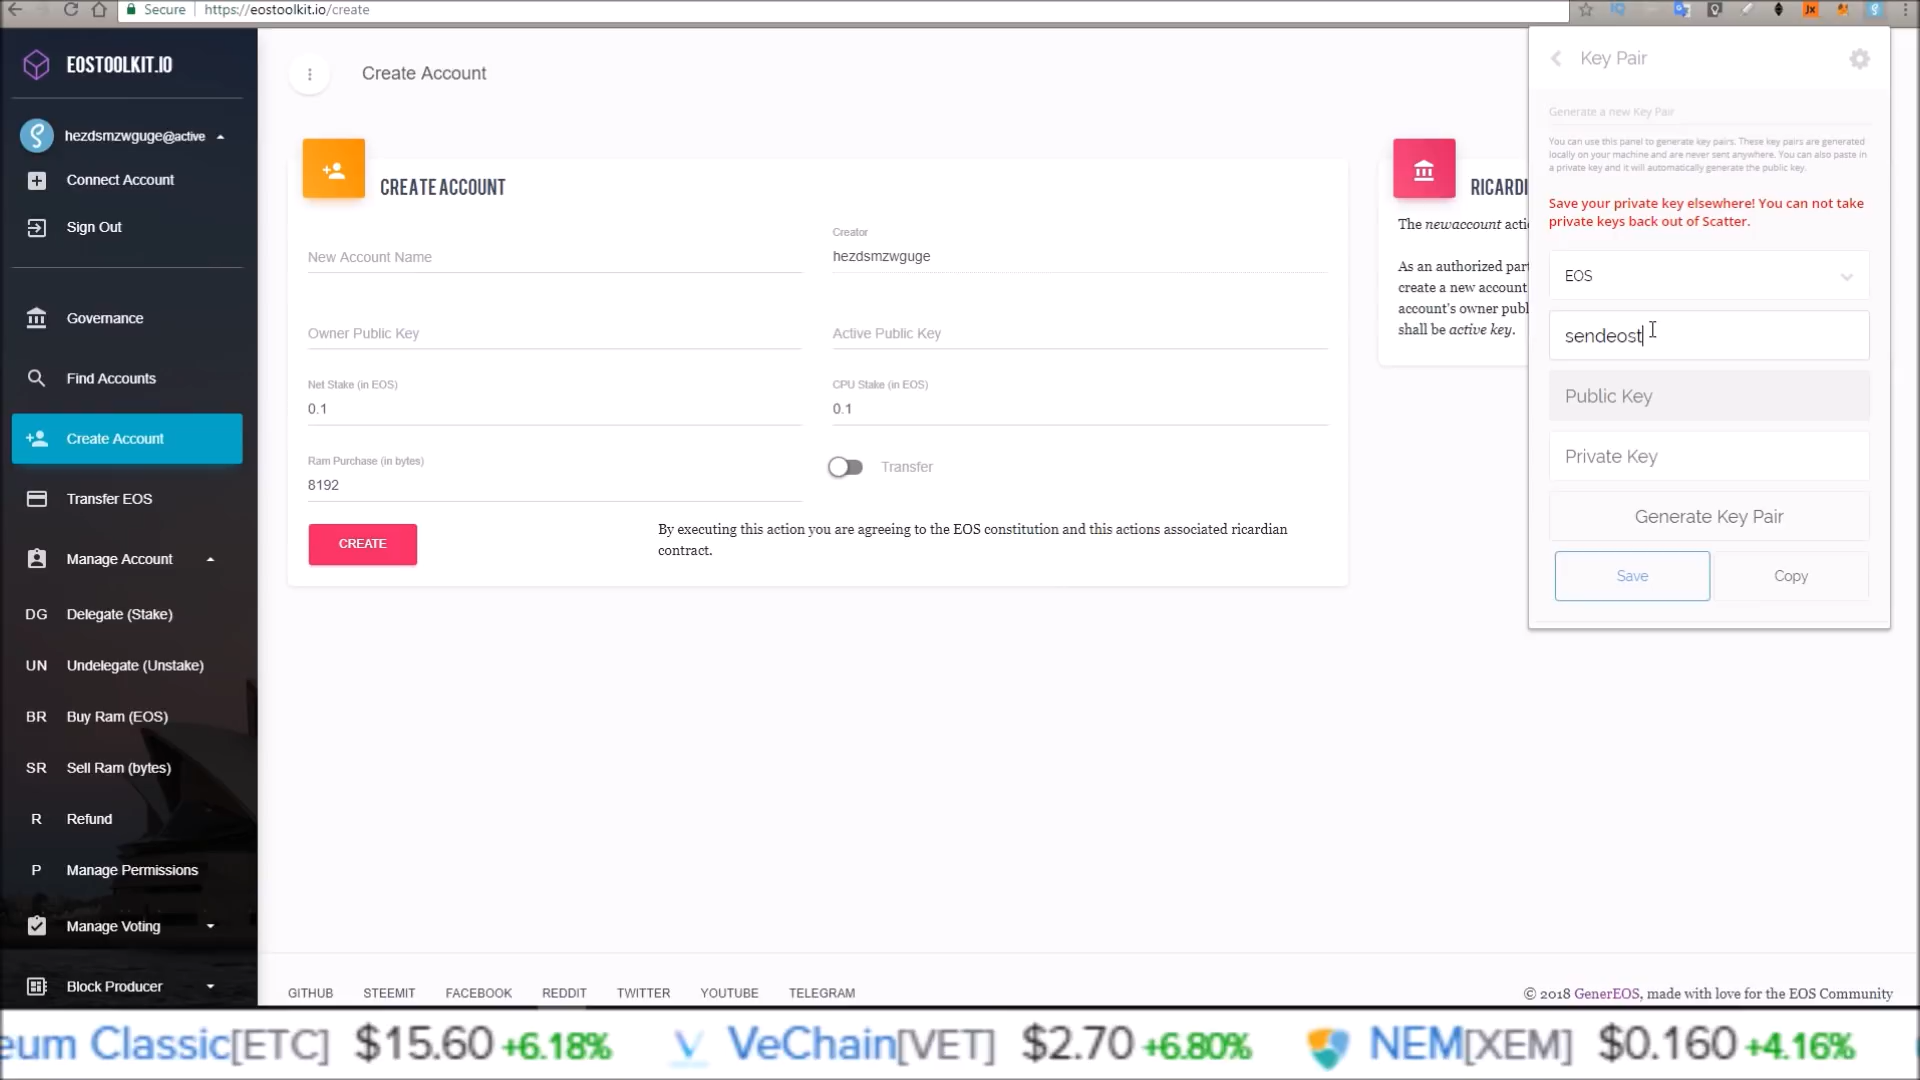 Secure https://eostoolkit.io/create
EOSTOOLKIT.IO
hezdsmzwguge@active
Connect Account
Sign Out
Governance
Find Accounts
Create Account
Transfer EOS
Manage Account
DG Delegate (Stake)
UN Undelegate (Unstake)
BR Buy Ram (EOS)
SR Sell Ram (bytes)
R Refund
P Manage Permissions
Manage Voting
Block Producer
Create Account
CREATE ACCOUNT
New Account Name
Creator
hezdsmzwguge
Owner Public Key
Active Public Key
Net Stake (in EOS)
0.1
CPU Stake (in EOS)
0.1
Ram Purchase (in bytes)
8192
Transfer
CREATE
By executing this action you are agreeing to the EOS constitution and this actions associated ricardian
contract.
RICARDI
The newaccount acti
As an authorized part
create a new account
account's owner publ
shall be active key.
Key Pair
Generate a new Key Pair
You can use this panel to generate key pairs. These key pairs are generated
locally on your machine and are never sent anywhere. You can also paste in
a private key and it will automatically generate the public key.
Save your private key elsewhere! You can not take
private keys back out of Scatter.
EOS
sendeost
Public Key
Private Key
Generate Key Pair
Save
Copy
GITHUB STEEMIT FACEBOOK REDDIT TWITTER YOUTUBE TELEGRAM
© 2018 GenerEOS, made with love for the EOS Community
eum Classic[ETC] $15.60 +6.18% VeChain[VET] $2.70 +6.80% NEM[XEM] $0.160 +4.16%